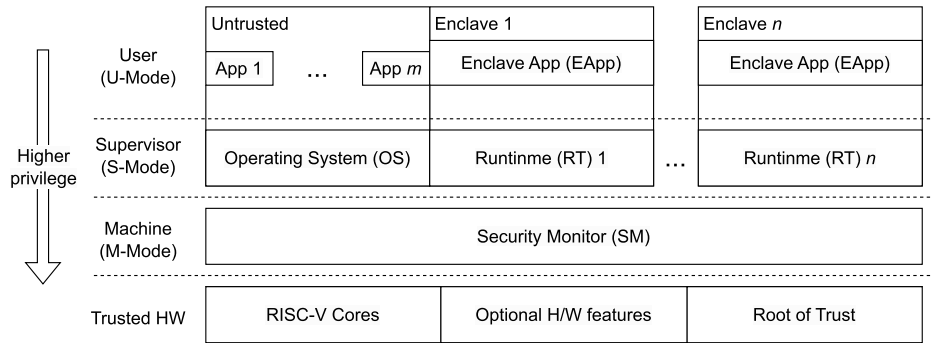 Untrusted
Enclave 1
Enclave n
User
(U-Mode)
App 1
...
App m
Enclave App (EApp)
Enclave App (EApp)
Higher
privilege
Supervisor
(S-Mode)
Operating System (OS)
Runtinme (RT) 1
...
Runtinme (RT) n
Machine
(M-Mode)
Security Monitor (SM)
Trusted HW
RISC-V Cores
Optional H/W features
Root of Trust